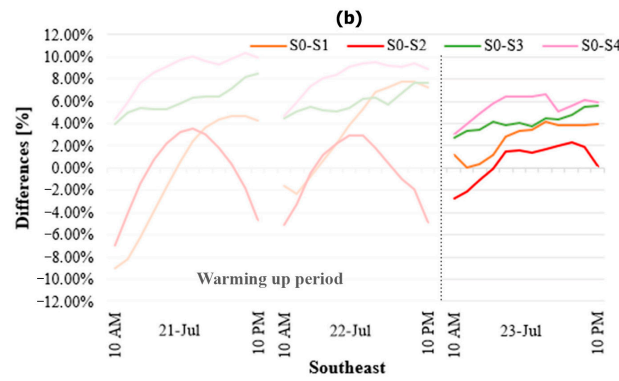 (b)
12.00%
10.00%
8.00%
6.00%
4.00%
2.00%
0.00%
−2.00%
−4.00%
−6.00%
−8.00%
−10.00%
−12.00%
Differences [%]
S0-S1 S0-S2 S0-S3 S0-S4
Warming up period
10 AM 21-Jul 10 PM 10 AM 22-Jul 10 PM 10 AM 23-Jul 10 PM
Southeast